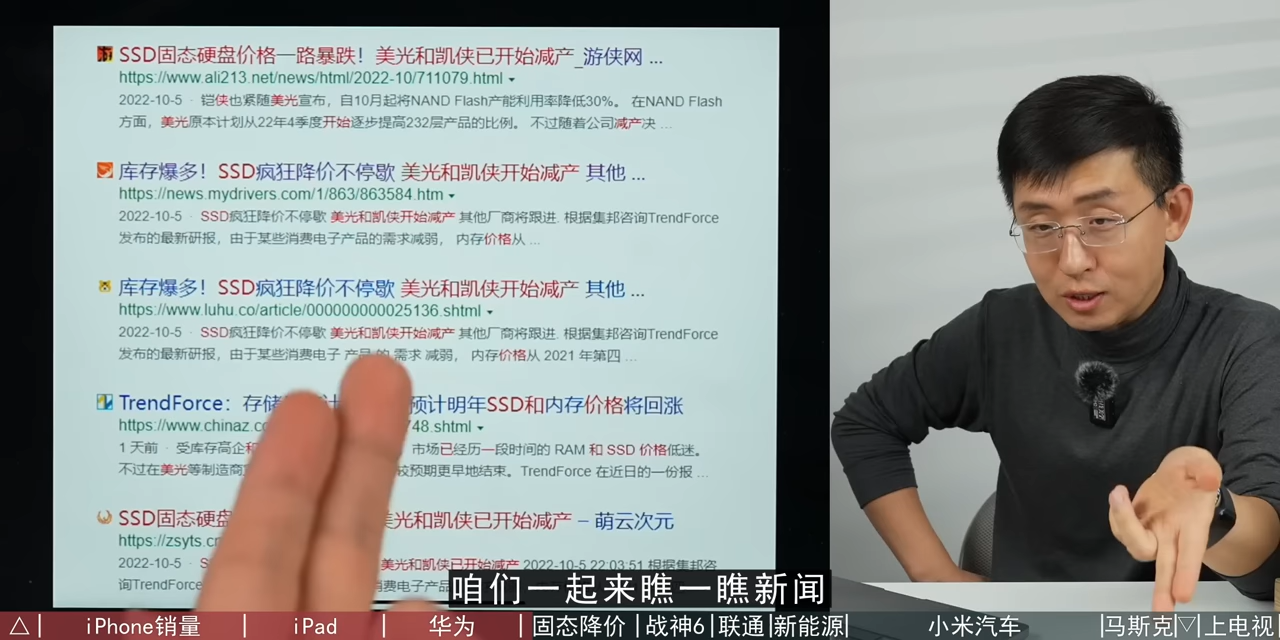 SSD固态硬盘价格一路暴跌！美光和凯侠已开始减产_游侠网 ...
https://www.ali213.net/news/html/2022-10/711079.html
2022-10-5 · 铠侠也紧随美光宣布，自10月起将NAND Flash产能利用率降低30%。 在NAND Flash
方面，美光原本计划从22年4季度开始逐步提高232层产品的比例。 不过随着公司减产决 ...
库存爆多！SSD疯狂降价不停歇 美光和凯侠开始减产 其他 ...
https://news.mydrivers.com/1/863/863584.htm
2022-10-5 · SSD疯狂降价不停歇 美光和凯侠开始减产 其他厂商将跟进. 根据集邦咨询TrendForce
发布的最新研报，由于某些消费电子产品的需求减弱， 内存价格从 ...
库存爆多！SSD疯狂降价不停歇 美光和凯侠开始减产 其他 ...
https://www.luhu.co/article/000000000025136.shtml
2022-10-5 · SSD疯狂降价不停歇 美光和凯侠开始减产 其他厂商将跟进. 根据集邦咨询TrendForce
发布的最新研报，由于某些消费电子 产品 的 需求 减弱， 内存价格从 2021 年第四 ...
TrendForce：存储 预计明年SSD和内存价格将回涨
https://www.chinaz.c 748.shtml
1 天前 · 受库存高企 市场已经历一段时间的 RAM 和 SSD 价格低迷。
不过在美光等制造商 较预期更早地结束。TrendForce 在近日的一份报 ...
SSD固态硬盘 美光和凯侠已开始减产 – 萌云次元
https://zsyts.c
2022-10-5 · S 美光和凯侠已开始减产 2022-10-5 22:03:51 根据集邦咨
询TrendForce 消费电子产品
咱们一起来瞧一瞧新闻
△| iPhone销量 | iPad | 华为 |固态降价|战神6|联通|新能源| 小米汽车 |马斯克|▽|上电视